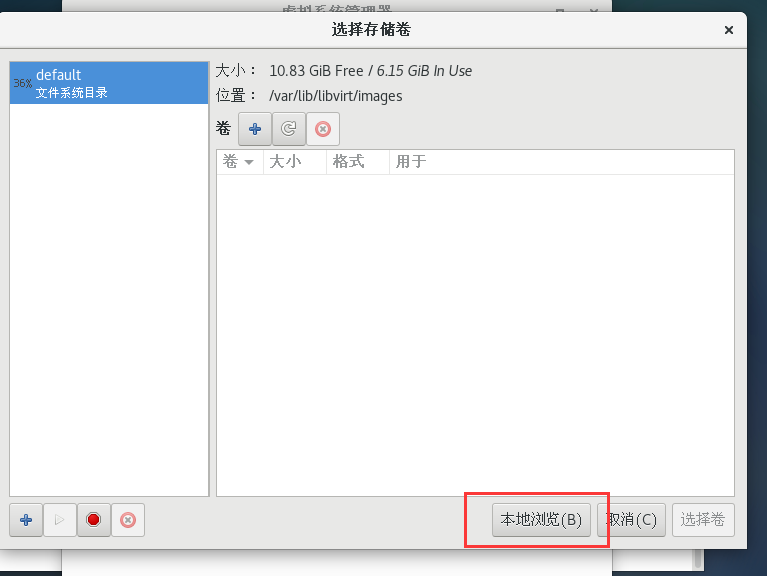 虚拟系统管理器
选择存储卷
36% default
文件系统目录
大小： 10.83 GiB Free / 6.15 GiB In Use
位置： /var/lib/libvirt/images
卷
卷 大小 格式 用于
本地浏览(B) 取消(C) 选择卷